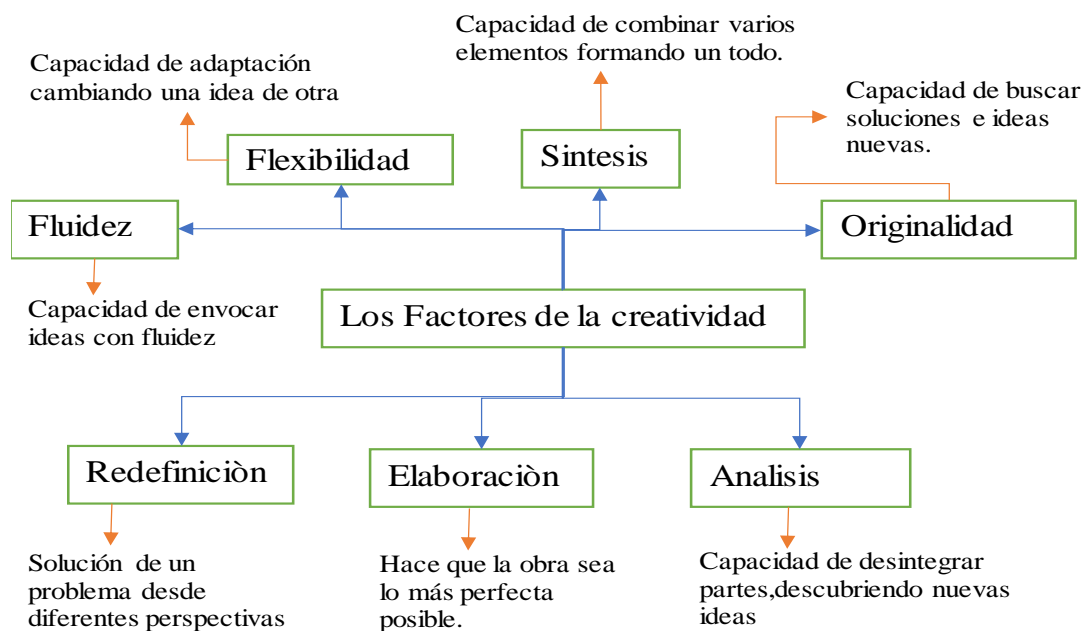 Capacidad de combinar varios
elementos formando un todo.
Capacidad de adaptación
cambiando una idea de otra
Capacidad de buscar
soluciones e ideas
nuevas.
Flexibilidad
Sintesis
Fluidez
Originalidad
Capacidad de envocar
ideas con fluidez
Los Factores de la creatividad
Redefiniciòn
Elaboraciòn
Analisis
Solución de un
problema desde
diferentes perspectivas
Hace que la obra sea
lo más perfecta
posible.
Capacidad de desintegrar
partes,descubriendo nuevas
ideas